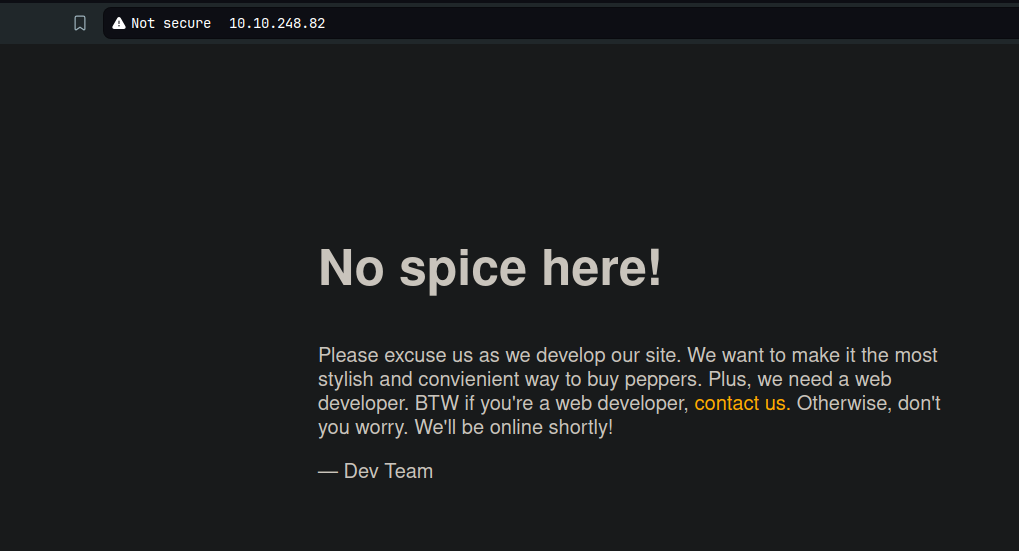 Not secure 10.10.248.82
No spice here!
Please excuse us as we develop our site. We want to make it the most
stylish and convienient way to buy peppers. Plus, we need a web
developer. BTW if you're a web developer, contact us. Otherwise, don't
you worry. We'll be online shortly!
— Dev Team